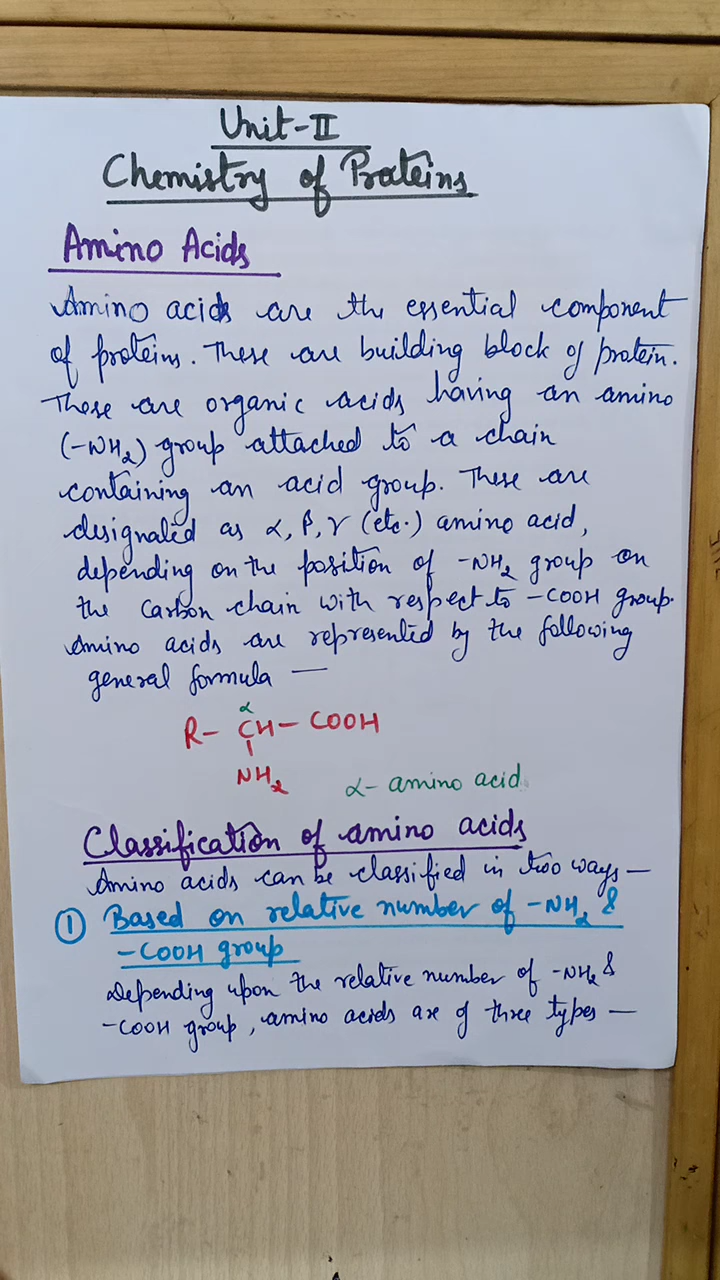 Unit-II
Chemistry of Proteins
Amino Acids
Amino acids are the essential component
of proteins. These are building block of protein.
These are organic acids having an amino
(-NH₂) group attached to a chain
containing an acid group. These are
designated as α, β, γ (etc.) amino acid,
depending on the position of -NH₂ group on
the carbon chain with respect to -COOH group.
Amino acids are represented by the following
general formula —
α
R- CH- COOH
NH₂
α- amino acid
Classification of amino acids
Amino acids can be classified in two ways —
① Based on relative number of -NH₂ &
-COOH group
Depending upon the relative number of -NH₂ &
-COOH group, amino acids are of three types —